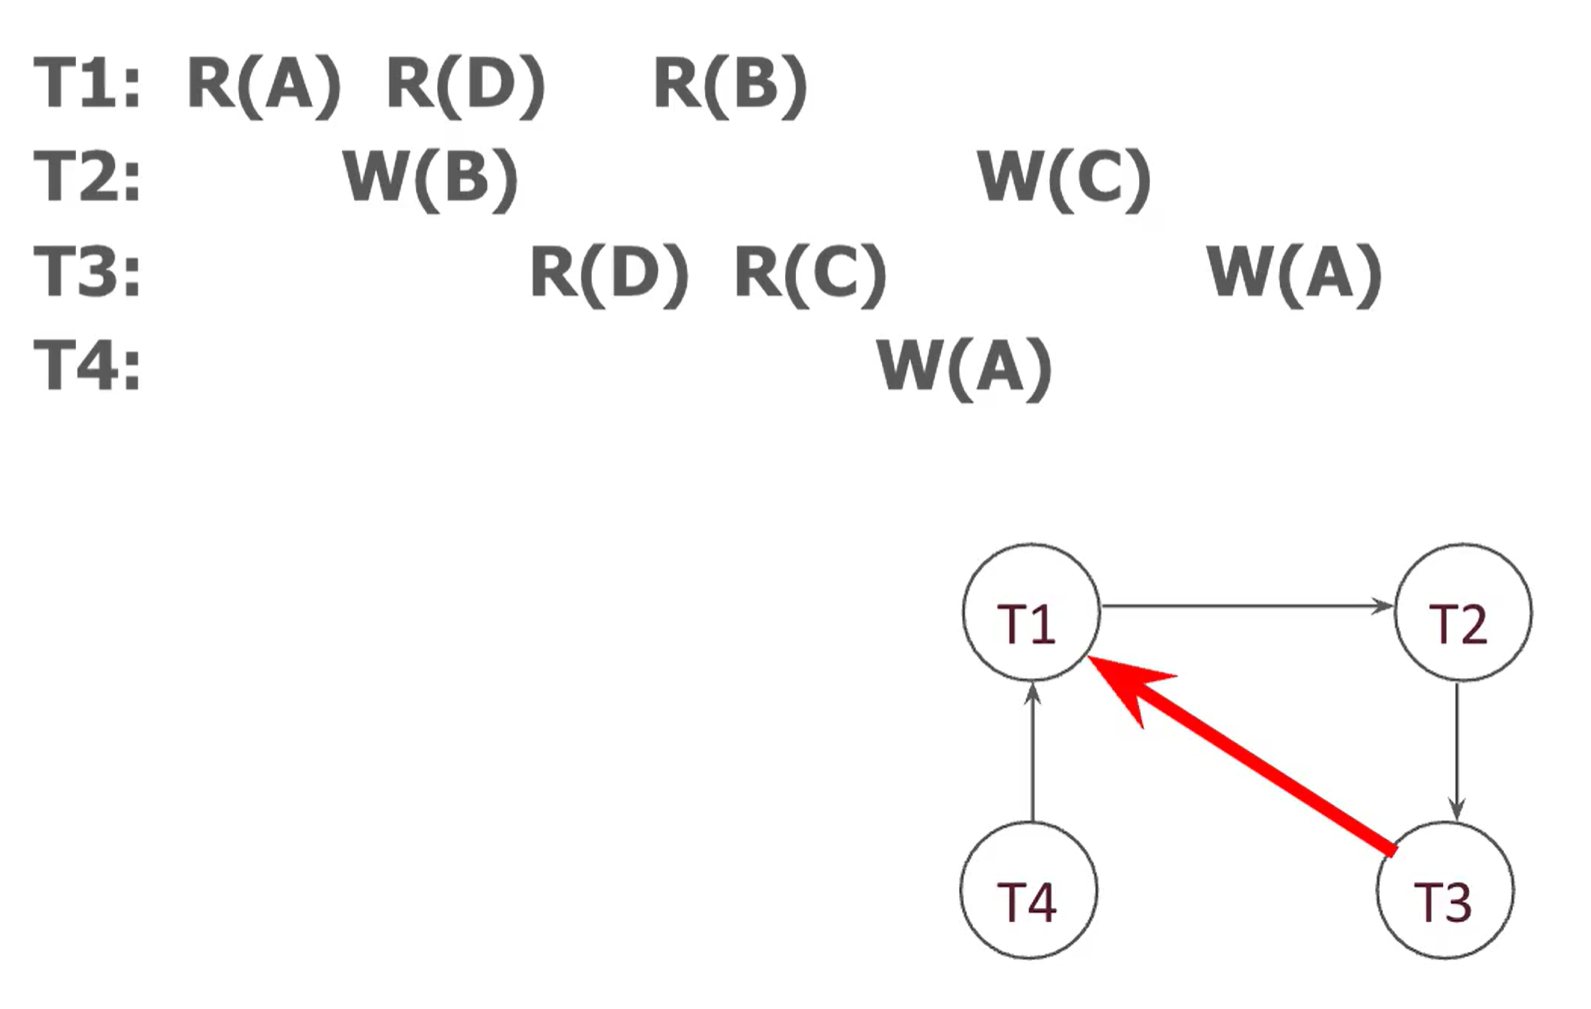 T1: R(A) R(D) R(B)
T2: W(B) W(C)
T3: R(D) R(C) W(A)
T4: W(A)
T1 T2
T4 T3